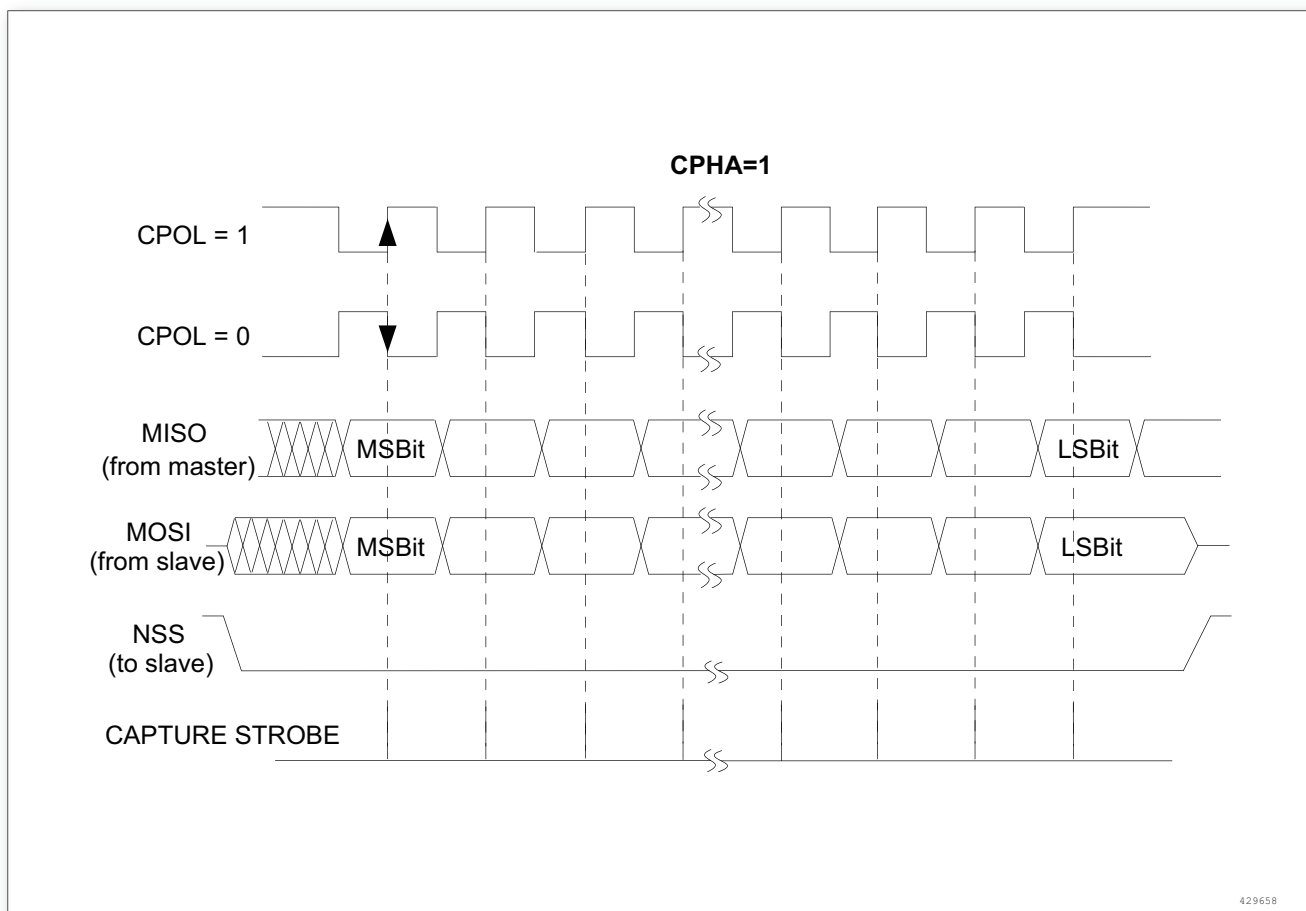 CPHA=1
CPOL = 1
CPOL = 0
MISO
(from master)
MSBit
LSBit
MOSI
(from slave)
MSBit
LSBit
NSS
(to slave)
CAPTURE STROBE
429658